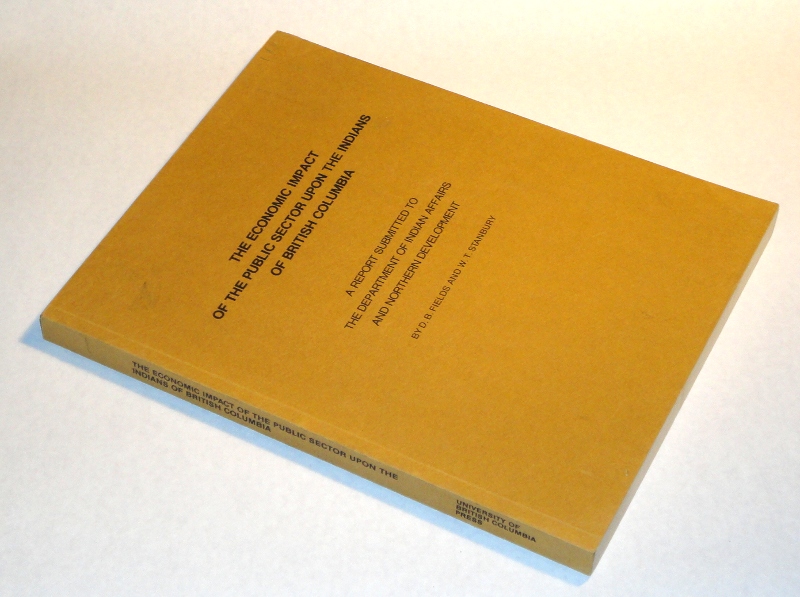 THE ECONOMIC IMPACT
OF THE PUBLIC SECTOR UPON THE INDIANS
OF BRITISH COLUMBIA
A REPORT SUBMITTED TO
THE DEPARTMENT OF INDIAN AFFAIRS
AND NORTHERN DEVELOPMENT
BY D. B. FIELDS AND W. T. STANBURY
THE ECONOMIC IMPACT OF THE PUBLIC SECTOR UPON THE
INDIANS OF BRITISH COLUMBIA
UNIVERSITY OF
BRITISH COLUMBIA
PRESS